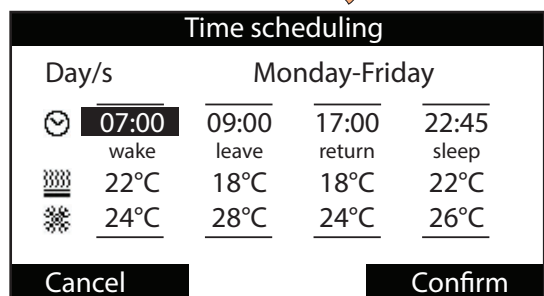 Time scheduling
Day/s Monday-Friday
07:00 09:00 17:00 22:45
wake leave return sleep
22°C 18°C 18°C 22°C
24°C 28°C 24°C 26°C
Cancel Confirm